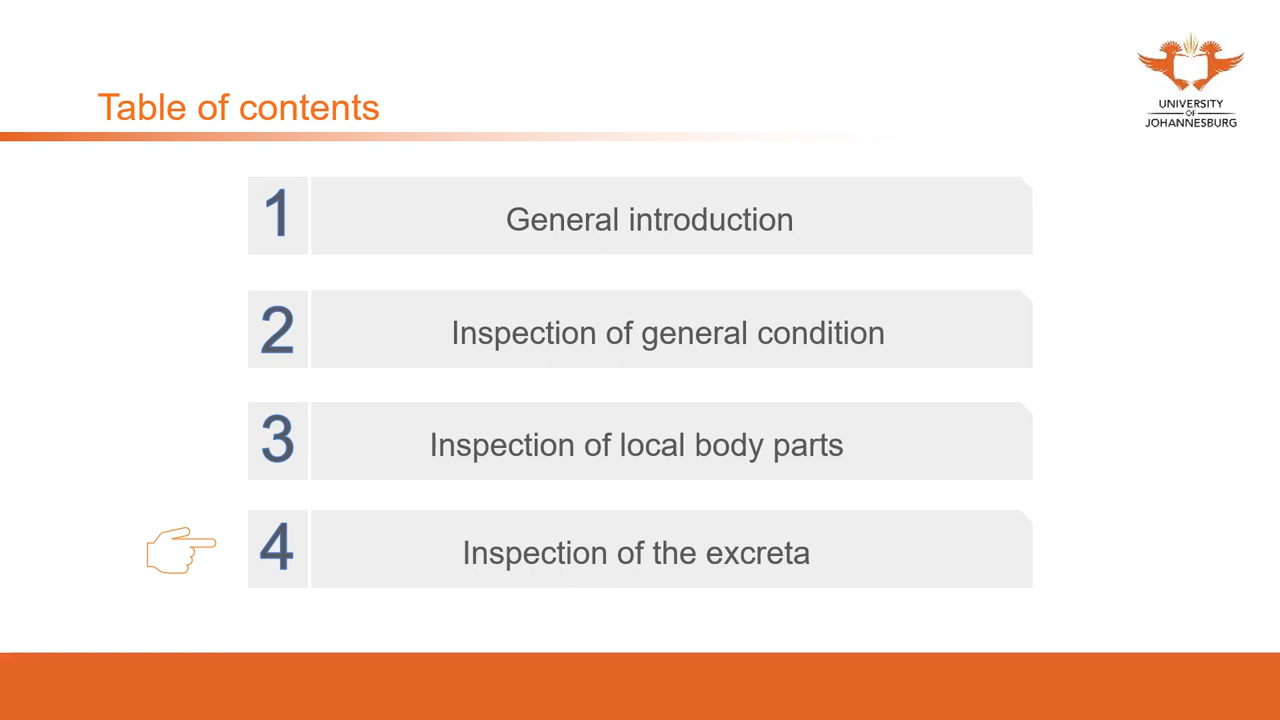 Table of contents
UNIVERSITY
OF
JOHANNESBURG
1 General introduction
2 Inspection of general condition
3 Inspection of local body parts
4 Inspection of the excreta